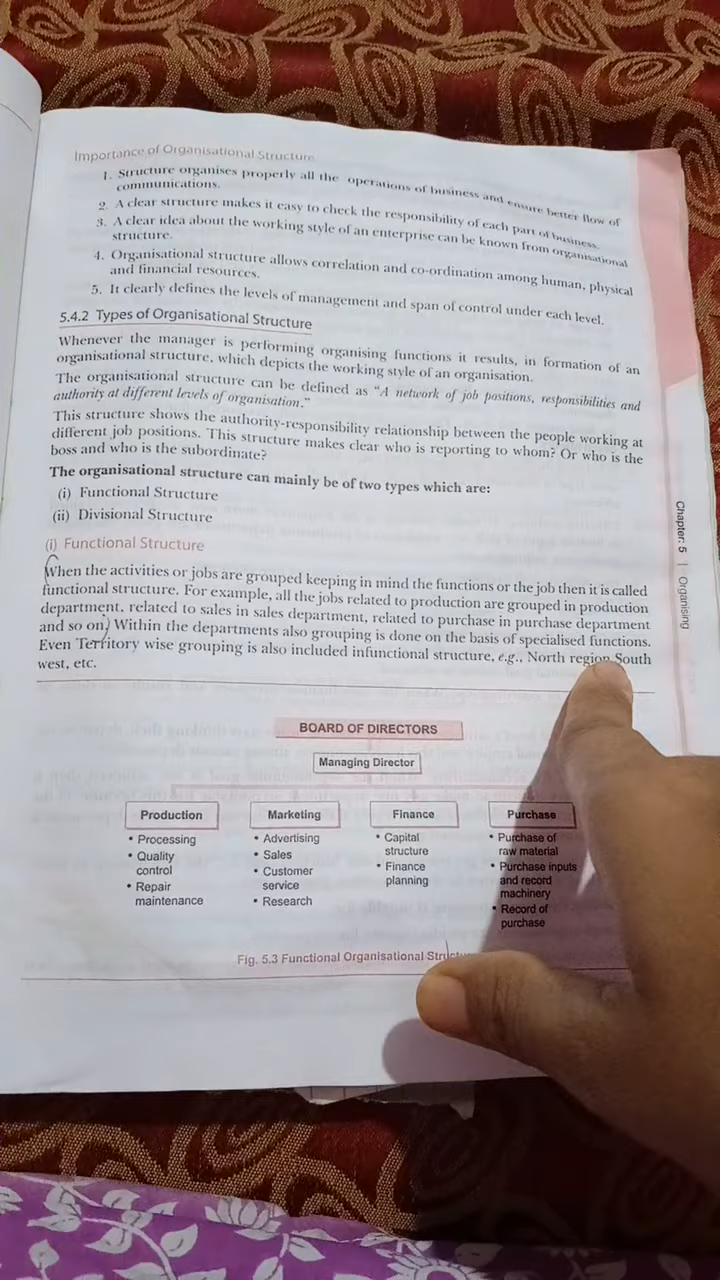 Importance of Organisational Structure
1. Structure organises properly all the operations of business and ensure better flow of
communications.
2. A clear structure makes it easy to check the responsibility of each part of business.
3. A clear idea about the working style of an enterprise can be known from organisational
structure.
4. Organisational structure allows correlation and co-ordination among human, physical
and financial resources.
5. It clearly defines the levels of management and span of control under each level.
5.4.2 Types of Organisational Structure
Whenever the manager is performing organising functions it results, in formation of an
organisational structure, which depicts the working style of an organisation.
The organisational structure can be defined as "A network of job positions, responsibilities and
authority at different levels of organisation."
This structure shows the authority-responsibility relationship between the people working at
different job positions. This structure makes clear who is reporting to whom? Or who is the
boss and who is the subordinate?
The organisational structure can mainly be of two types which are:
(i) Functional Structure
(ii) Divisional Structure
(i) Functional Structure
When the activities or jobs are grouped keeping in mind the functions or the job then it is called
functional structure. For example, all the jobs related to production are grouped in production
department, related to sales in sales department, related to purchase in purchase department
and so on. Within the departments also grouping is done on the basis of specialised functions.
Even Territory wise grouping is also included infunctional structure, e.g., North region South
west, etc.
BOARD OF DIRECTORS
Managing Director
Production
• Processing
• Quality
control
• Repair
maintenance
Marketing
• Advertising
• Sales
• Customer
service
• Research
Finance
• Capital
structure
• Finance
planning
Purchase
• Purchase of
raw material
• Purchase inputs
and record
machinery
• Record of
purchase
Fig. 5.3 Functional Organisational
Chapter: 5 | Organising